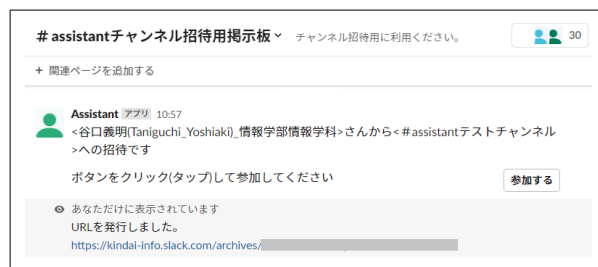 # assistantチャンネル招待用掲示板 チャンネル招待用に利用ください。 30
+ 関連ページを追加する
Assistant アプリ 10:57
<谷口義明(Taniguchi_Yoshiaki)_情報学部情報学科>さんから<#assistantテストチャンネル
>への招待です
ボタンをクリック(タップ)して参加してください 参加する
あなただけに表示されています
URLを発行しました。
https://kindai-info.slack.com/archives/